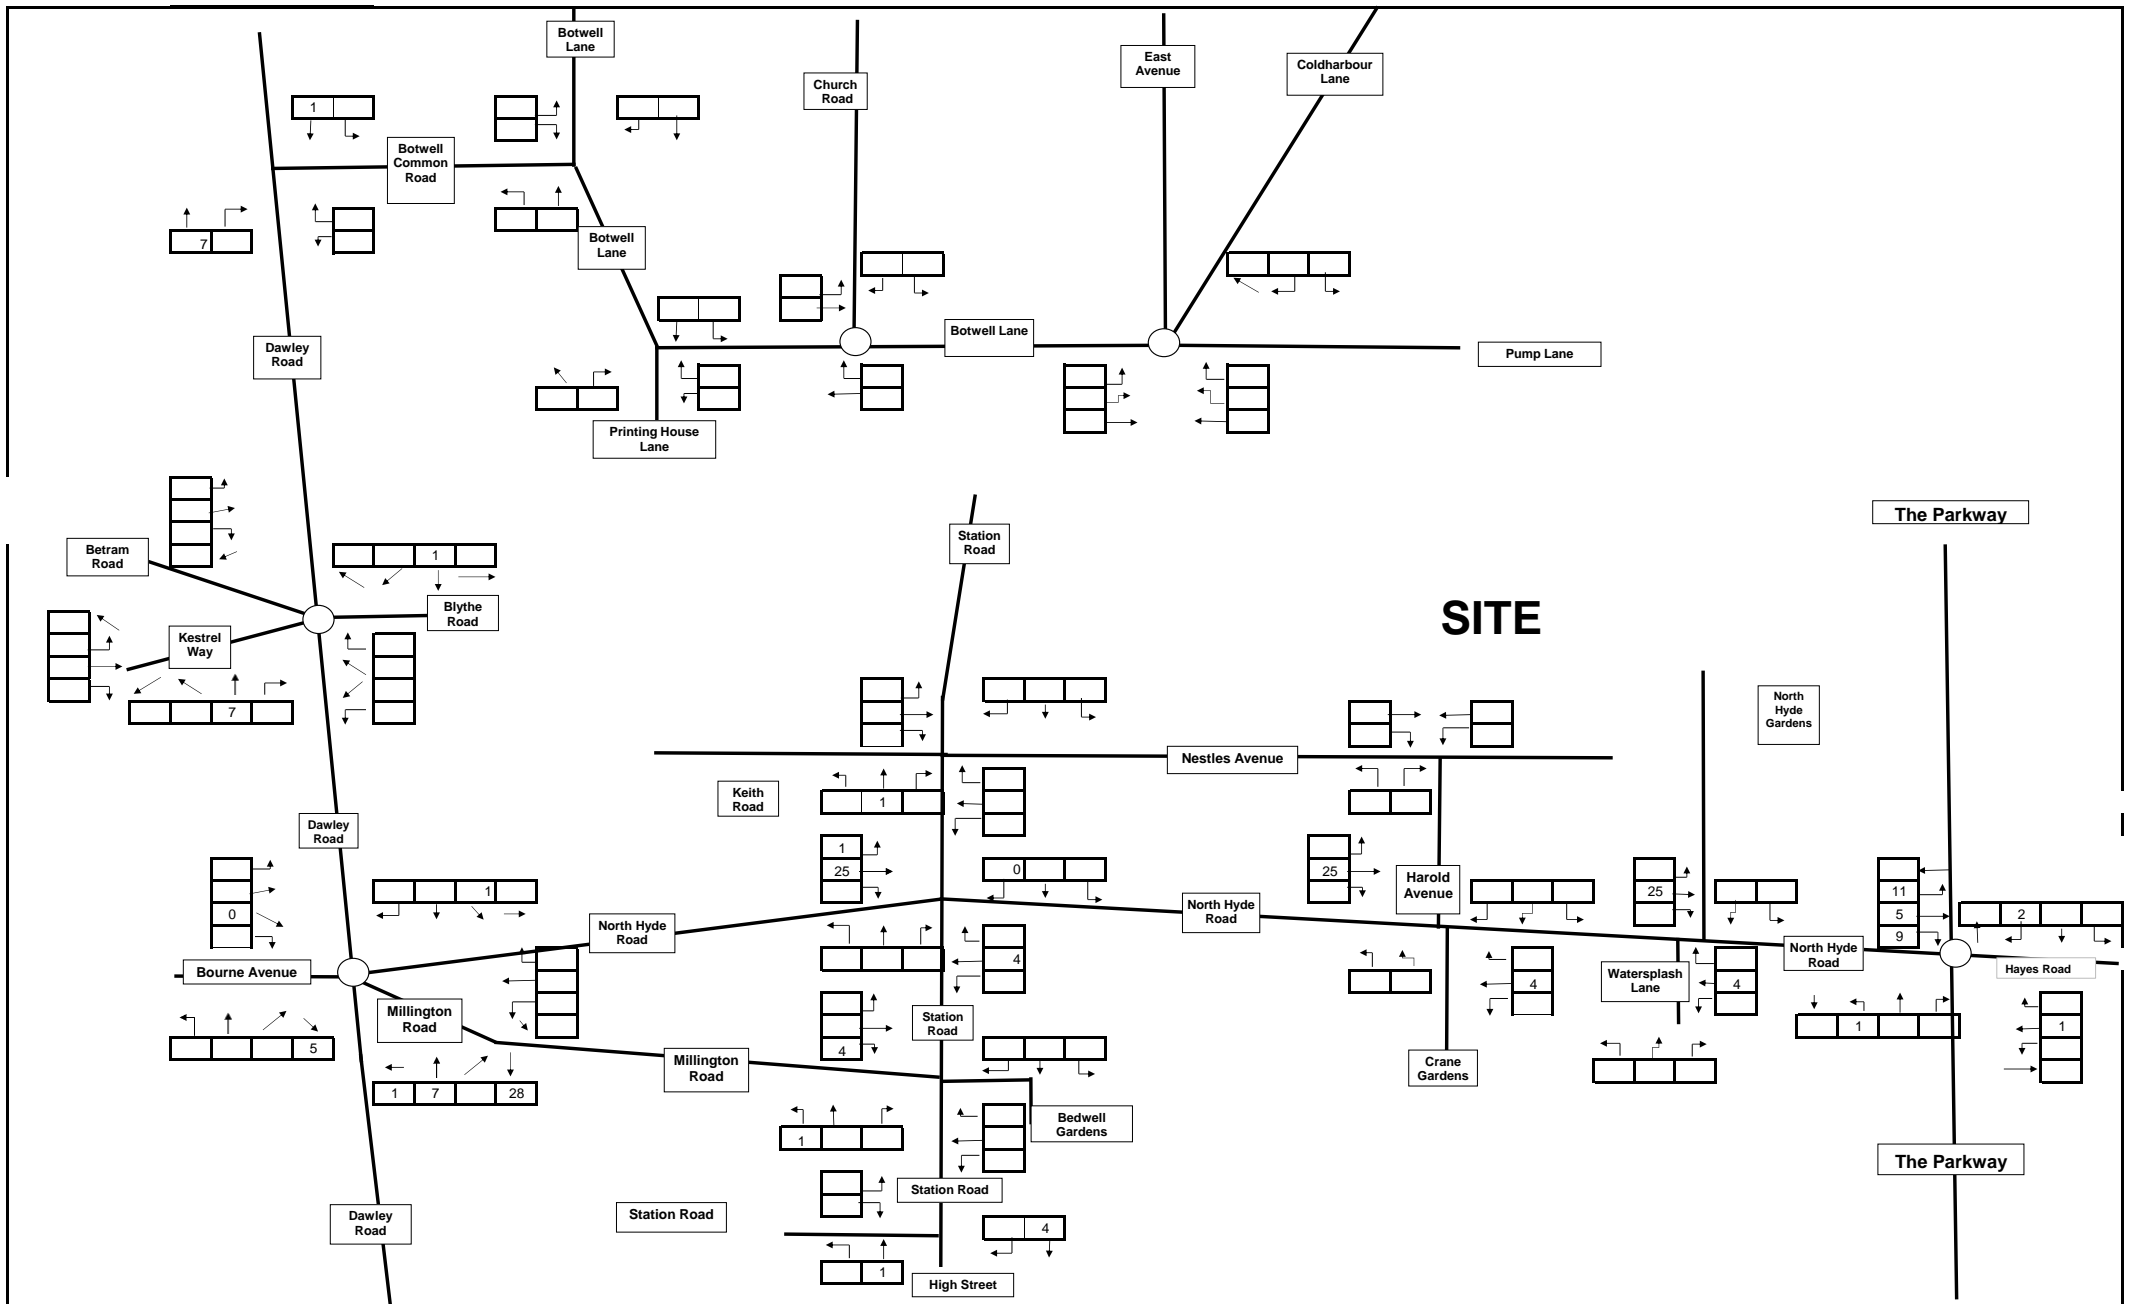 Botwell
Lane
East
Avenue
Coldharbour
Lane
Church
Road
1
Botwell
Common
Road
7
Botwell
Lane
Botwell Lane
Pump Lane
Dawley
Road
Printing House
Lane
The Parkway
Station
Road
Betram
Road
1
Blythe
Road
SITE
Kestrel
Way
7
North
Hyde
Gardens
Nestles Avenue
Keith
Road
1
Dawley
Road
1
25
0
25
Harold
Avenue
25
11
5
9
2
0
1
North Hyde
Road
North Hyde
Road
North Hyde
Road
Hayes Road
Bourne Avenue
4
4
Watersplash
Lane
4
Millington
Road
Station
Road
1
1
5
4
Millington
Road
Crane
Gardens
1
7
28
Bedwell
Gardens
1
The Parkway
Station Road
Station Road
Dawley
Road
4
1
High Street